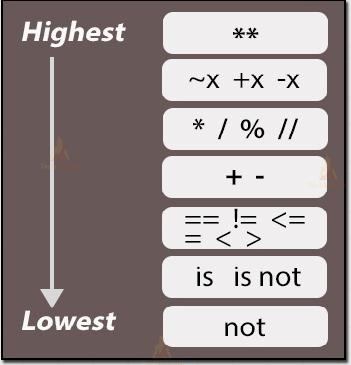 Highest
**
~x +x -x
* / % //
+ -
== != <=
= < >
is is not
Lowest
not